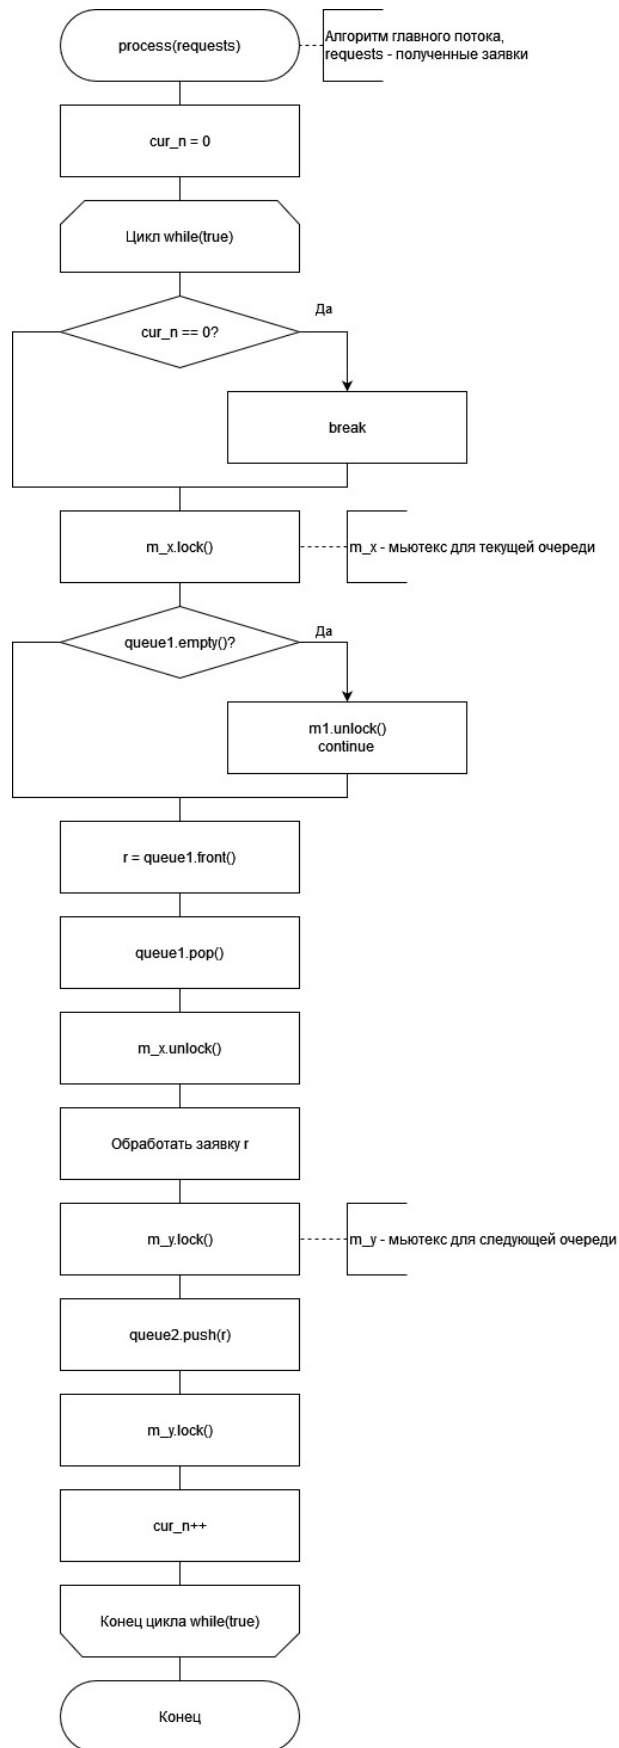 process(requests)
Алгоритм главного потока,
requests - полученные заявки
cur_n = 0
Цикл while(true)
Да
cur_n == 0?
break
m_x.lock()
m_x - мьютекс для текущей очереди
Да
queue1.empty()?
m1.unlock()
continue
r = queue1.front()
queue1.pop()
m_x.unlock()
Обработать заявку r
m_y.lock()
m_y - мьютекс для следующей очереди
queue2.push(r)
m_y.lock()
cur_n++
Конец цикла while(true)
Конец